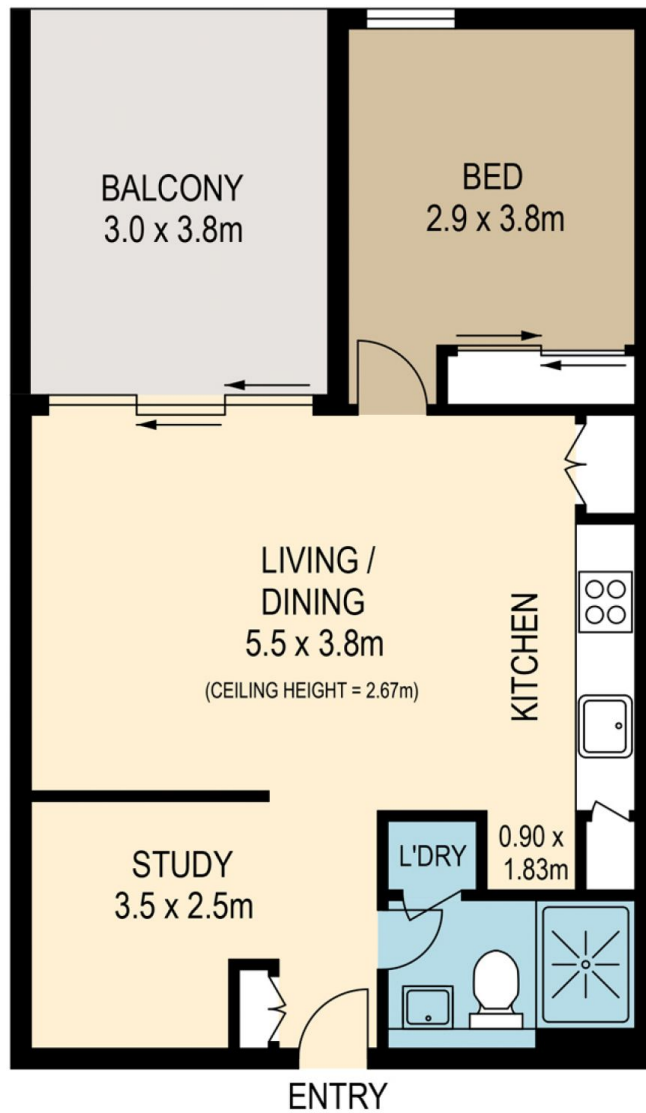 BALCONY
3.0 x 3.8m
BED
2.9 x 3.8m
LIVING /
DINING
5.5 x 3.8m
(CEILING HEIGHT = 2.67m)
KITCHEN
0.90 x
1.83m
L'DRY
STUDY
3.5 x 2.5m
ENTRY